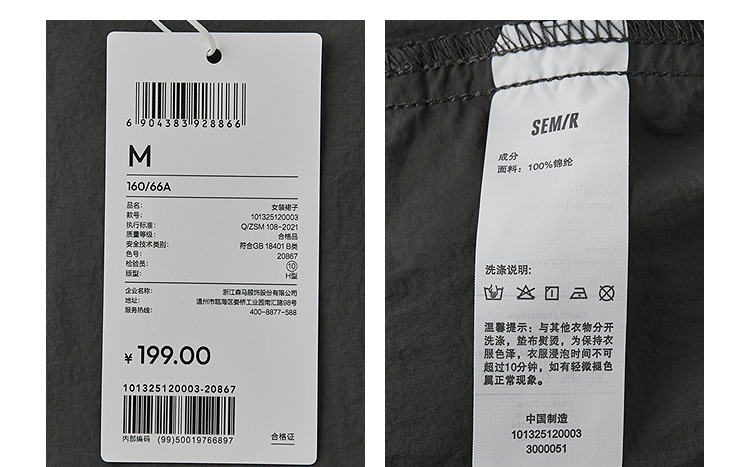 6 904383 928866
M
160/66A
品名: 女装裙子
款号: 101325120003
执行标准: Q/ZSM 108-2021
质量等级: 合格品
安全技术类别: 符合GB 18401 B类
色号: 20867
检验员: 10
版型: H型
企业名称: 浙江森马服饰股份有限公司
地址: 温州市瓯海区娄桥工业园南汇路98号
服务热线: 400-8877-588
¥ 199.00
101325120003-20867
内部编码 (99)50019766897
合格证
SEM/R
成分
面料: 100%锦纶
洗涤说明:
温馨提示: 与其他衣物分开
洗涤, 垫布熨烫, 为保持衣
服色泽, 衣服浸泡时间不可
超过10分钟, 如有轻微褪色
属正常现象。
中国制造
101325120003
3000051